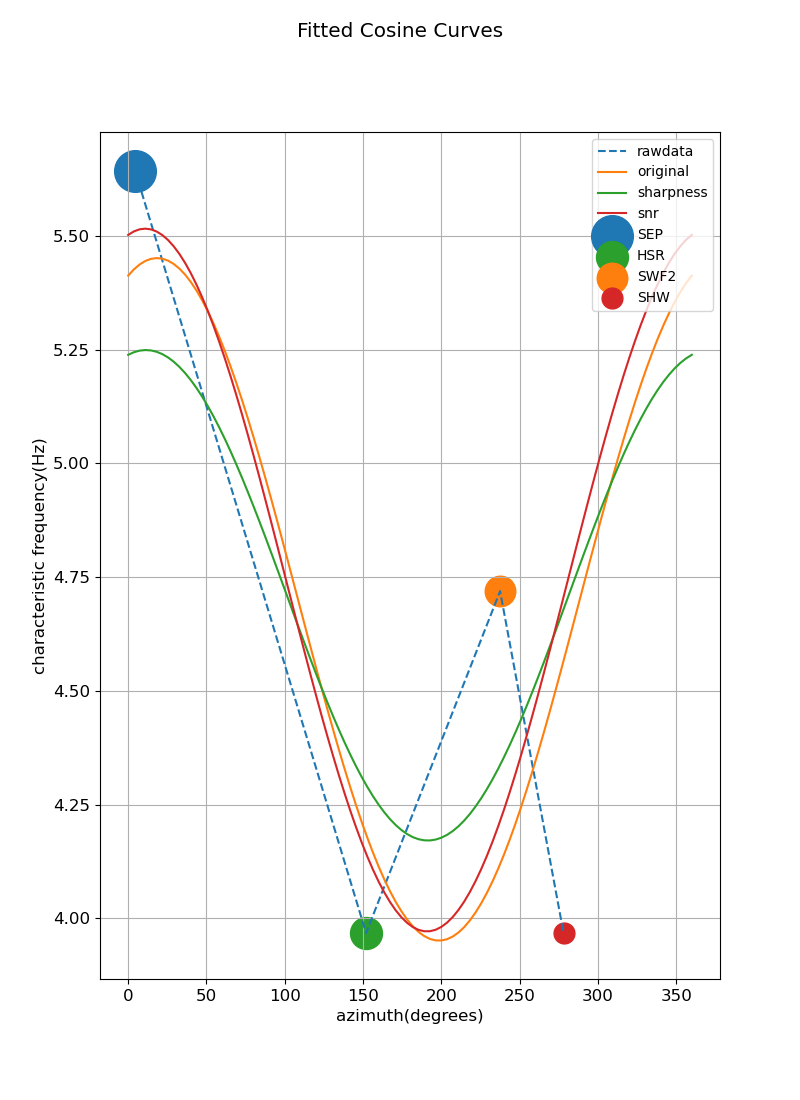 Fitted Cosine Curves
rawdata
original
sharpness
snr
SEP
HSR
SWF2
SHW
characteristic frequency(Hz)
5.50
5.25
5.00
4.75
4.50
4.25
4.00
0 50 100 150 200 250 300 350
azimuth(degrees)